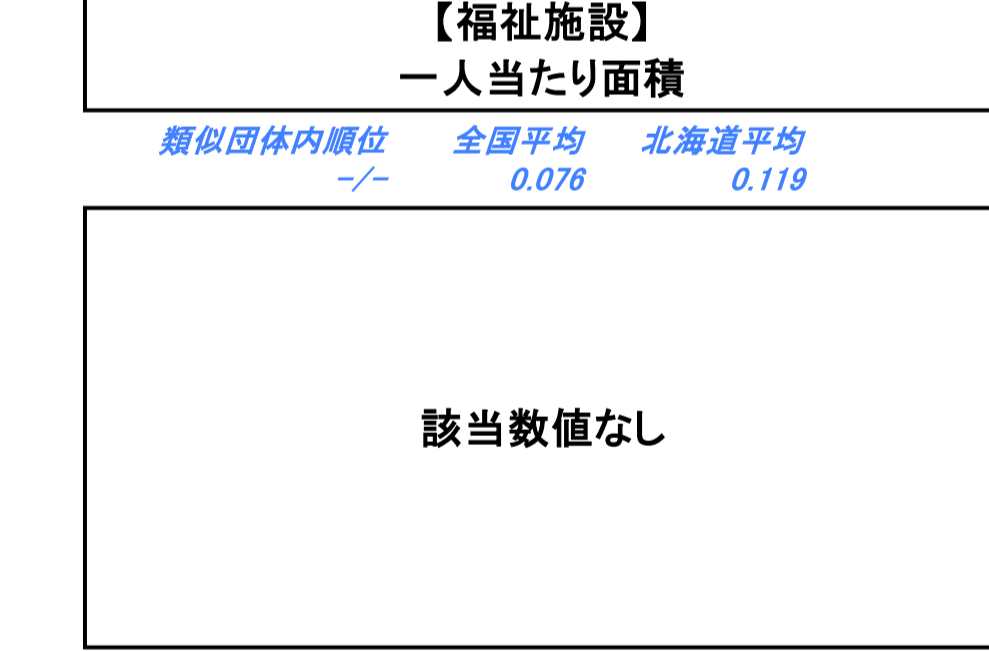 【福祉施設】
一人当たり面積
類似団体内順位 全国平均 北海道平均
-/- 0.076 0.119
該当数値なし